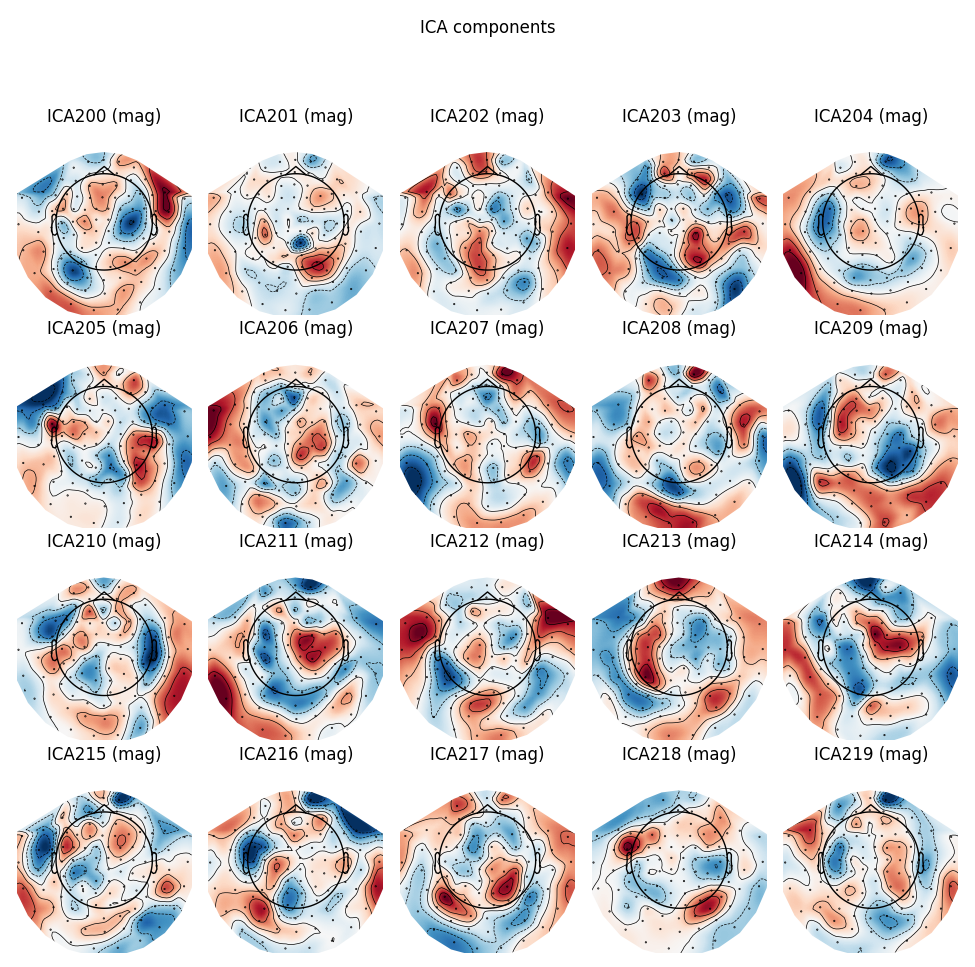 ICA components
ICA200 (mag) ICA201 (mag) ICA202 (mag) ICA203 (mag) ICA204 (mag)
ICA205 (mag) ICA206 (mag) ICA207 (mag) ICA208 (mag) ICA209 (mag)
ICA210 (mag) ICA211 (mag) ICA212 (mag) ICA213 (mag) ICA214 (mag)
ICA215 (mag) ICA216 (mag) ICA217 (mag) ICA218 (mag) ICA219 (mag)